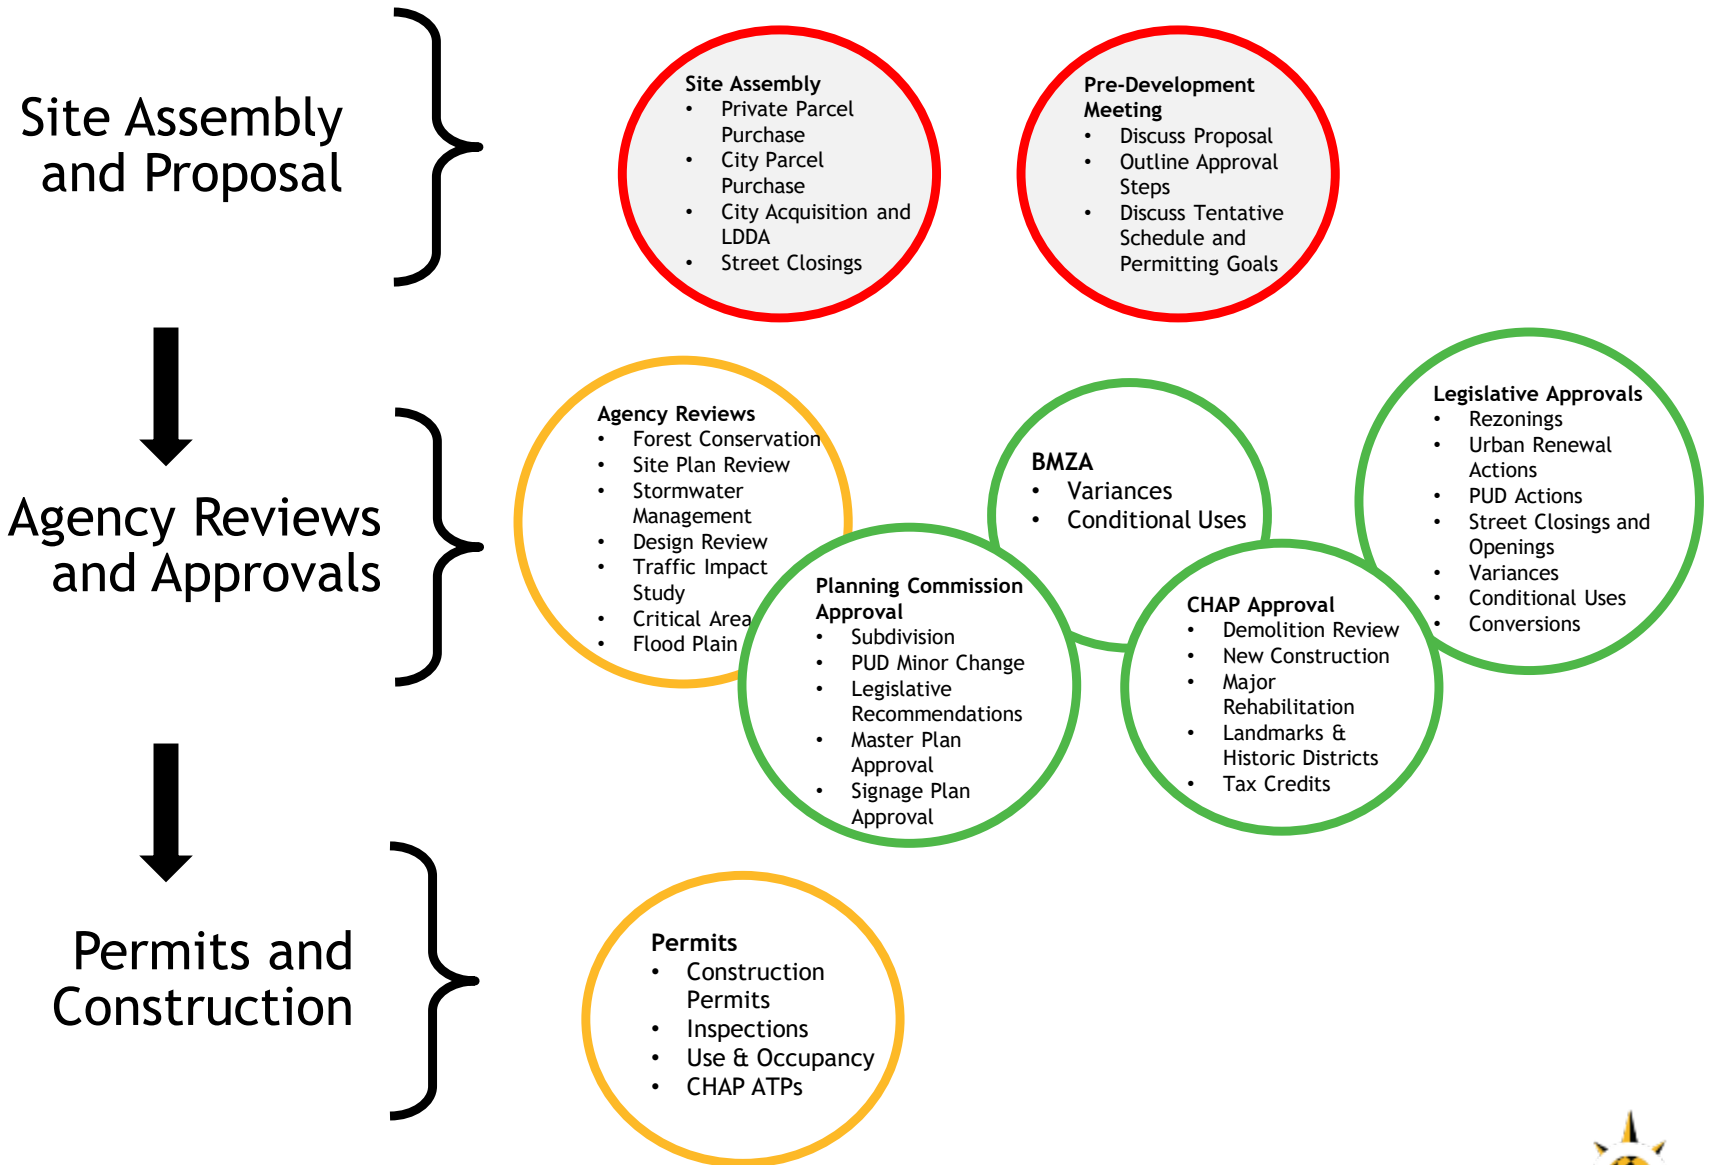 Site Assembly
and Proposal
Site Assembly
• Private Parcel
Purchase
• City Parcel
Purchase
• City Acquisition and
LDDA
• Street Closings
Pre-Development
Meeting
• Discuss Proposal
• Outline Approval
Steps
• Discuss Tentative
Schedule and
Permitting Goals
Agency Reviews
and Approvals
Agency Reviews
• Forest Conservation
• Site Plan Review
• Stormwater
Management
• Design Review
• Traffic Impact
Study
• Critical Area
• Flood Plain
Planning Commission
Approval
• Subdivision
• PUD Minor Change
• Legislative
Recommendations
• Master Plan
Approval
• Signage Plan
Approval
BMZA
• Variances
• Conditional Uses
CHAP Approval
• Demolition Review
• New Construction
• Major
Rehabilitation
• Landmarks &
Historic Districts
• Tax Credits
Legislative Approvals
• Rezonings
• Urban Renewal
Actions
• PUD Actions
• Street Closings and
Openings
• Variances
• Conditional Uses
• Conversions
Permits and
Construction
Permits
• Construction
Permits
• Inspections
• Use & Occupancy
• CHAP ATPs